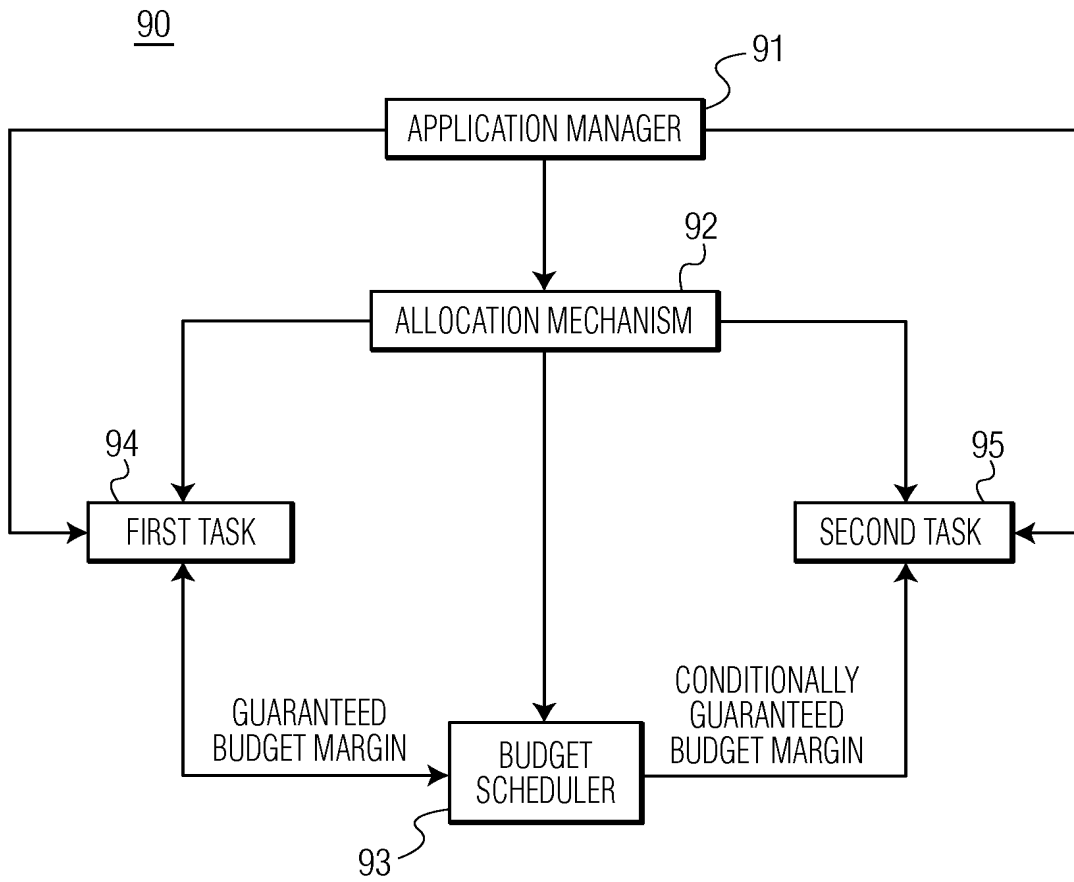 90
91
APPLICATION MANAGER
92
ALLOCATION MECHANISM
94
FIRST TASK
95
SECOND TASK
GUARANTEED
BUDGET MARGIN
BUDGET
SCHEDULER
CONDITIONALLY
GUARANTEED
BUDGET MARGIN
93